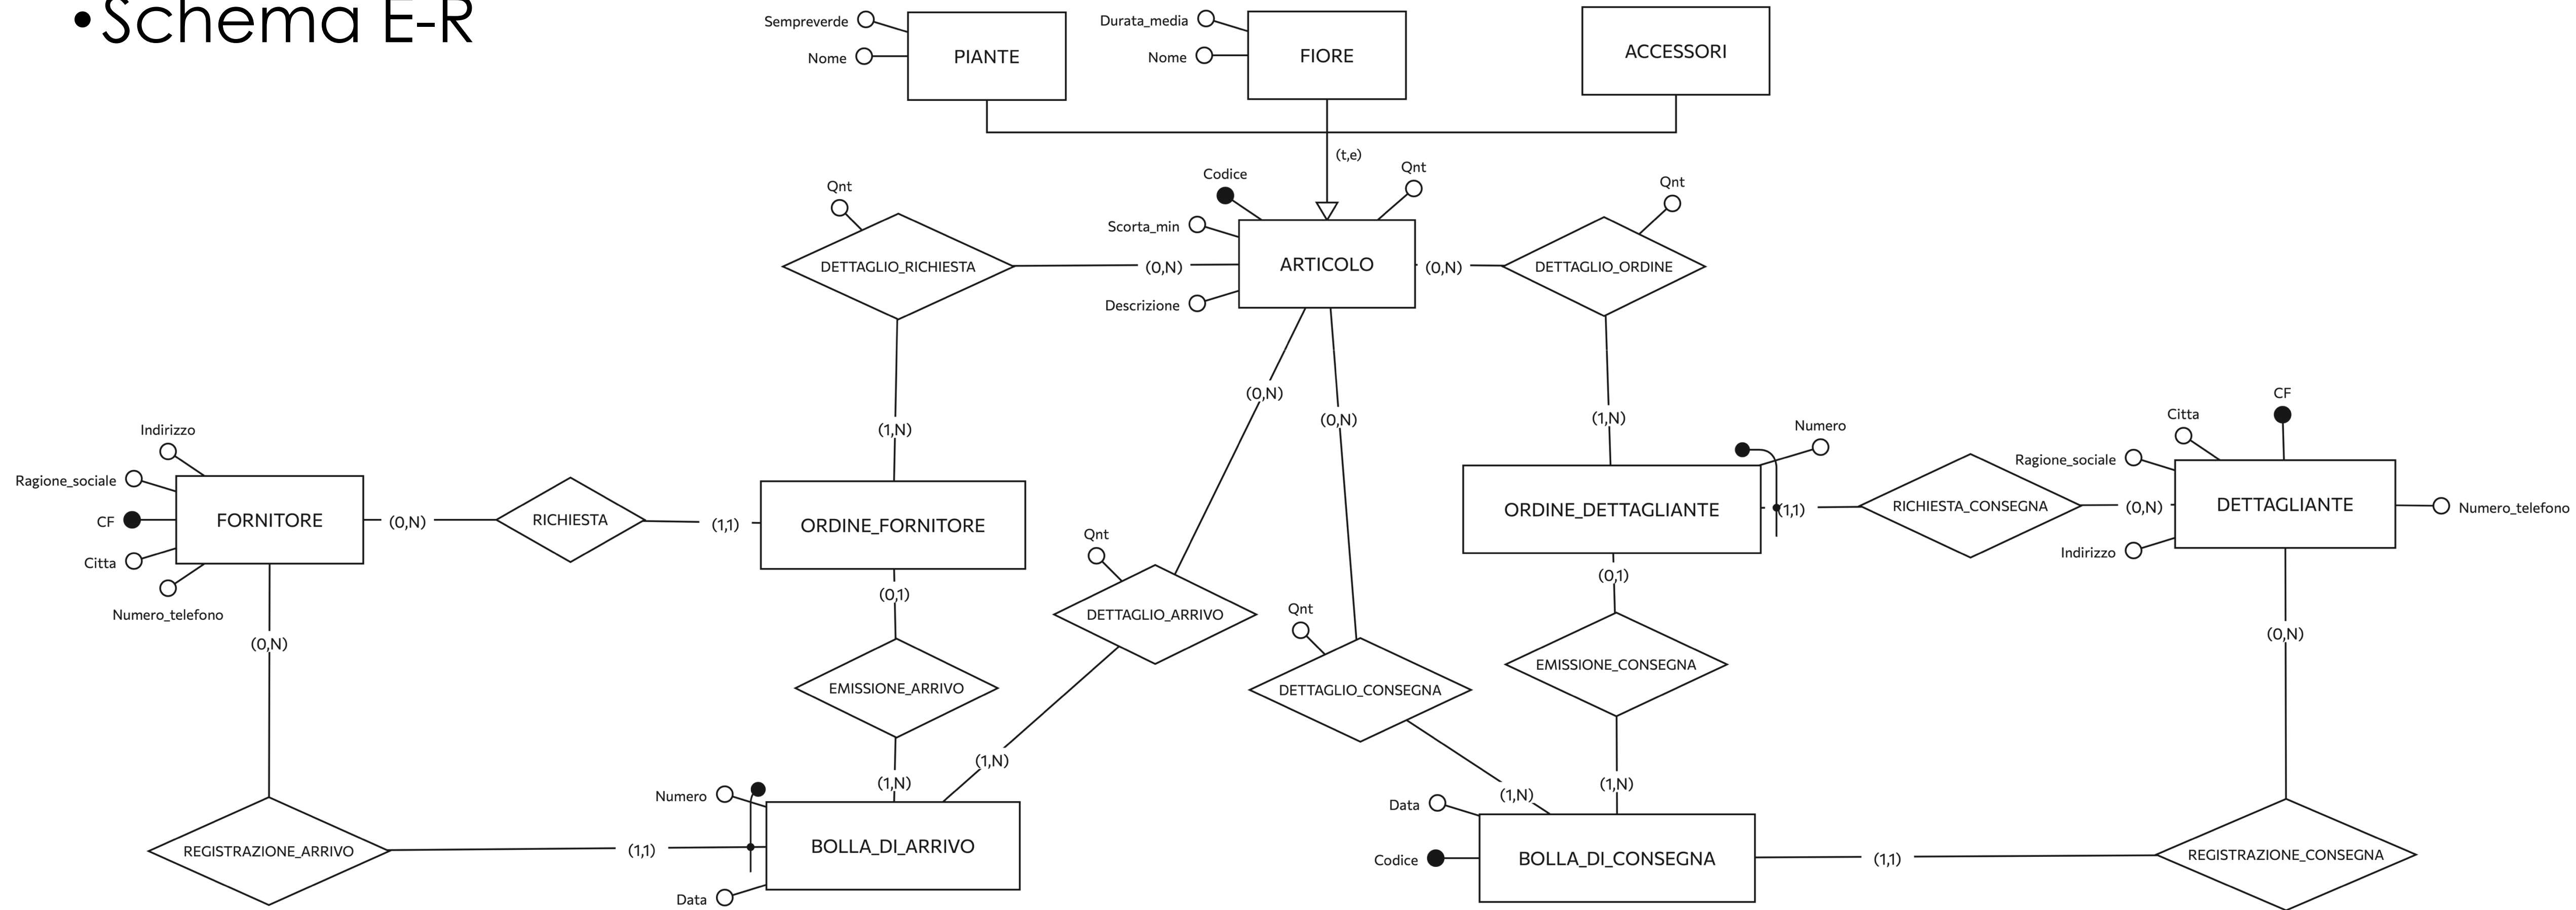 •Schema E-R
Sempreverde
Nome
PIANTE
Durata_media
Nome
FIORE
ACCESSORI
(t,e)
Codice
Qnt
Scorta_min
ARTICOLO
Descrizione
Qnt
DETTAGLIO_RICHIESTA
(0,N)
(0,N)
Qnt
DETTAGLIO_ORDINE
(1,N)
(0,N)
(0,N)
(1,N)
Indirizzo
Ragione_sociale
CF
Citta
Numero_telefono
FORNITORE
(0,N)
RICHIESTA
(1,1)
ORDINE_FORNITORE
Numero
ORDINE_DETTAGLIANTE
(1,1)
RICHIESTA_CONSEGNA
(0,N)
CF
Citta
Ragione_sociale
DETTAGLIANTE
Numero_telefono
Indirizzo
(0,N)
(0,1)
EMISSIONE_ARRIVO
(1,N)
Qnt
DETTAGLIO_ARRIVO
(1,N)
Qnt
DETTAGLIO_CONSEGNA
(1,N)
(0,1)
EMISSIONE_CONSEGNA
(1,N)
(0,N)
REGISTRAZIONE_ARRIVO
(1,1)
Numero
BOLLA_DI_ARRIVO
Data
Data
Codice
BOLLA_DI_CONSEGNA
(1,1)
REGISTRAZIONE_CONSEGNA